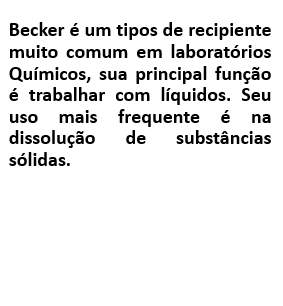 Becker é um tipos de recipiente
muito comum em laboratórios
Químicos, sua principal função
é trabalhar com líquidos. Seu
uso mais frequente é na
dissolução de substâncias
sólidas.